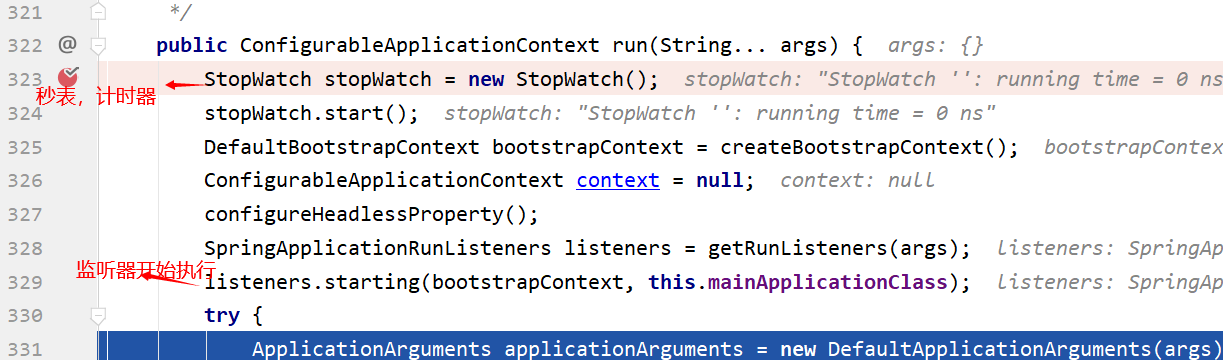 321 */
322 @ public ConfigurableApplicationContext run(String... args) { args: {}
323 StopWatch stopWatch = new StopWatch(); stopWatch: "StopWatch '': running time = 0 ns
秒表，计时器
324 stopWatch.start(); stopWatch: "StopWatch '': running time = 0 ns"
325 DefaultBootstrapContext bootstrapContext = createBootstrapContext(); bootstrapContex
326 ConfigurableApplicationContext context = null; context: null
327 configureHeadlessProperty();
328 SpringApplicationRunListeners listeners = getRunListeners(args); listeners: SpringAp
监听器开始执行
329 listeners.starting(bootstrapContext, this.mainApplicationClass); listeners: SpringAp
330 try {
331 ApplicationArguments applicationArguments = new DefaultApplicationArguments(args)